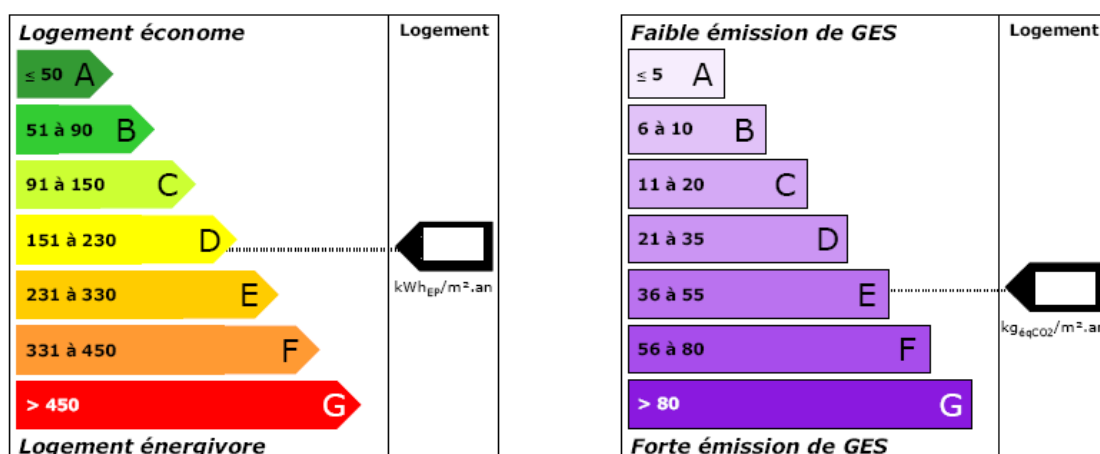 Logement économe
Logement
≤ 50 A
51 à 90 B
91 à 150 C
151 à 230 D
231 à 330 E
331 à 450 F
> 450 G
kWhEP/m².an
Logement énergivore
Faible émission de GES
Logement
≤ 5 A
6 à 10 B
11 à 20 C
21 à 35 D
36 à 55 E
56 à 80 F
> 80 G
kgéqCO2/m².an
Forte émission de GES